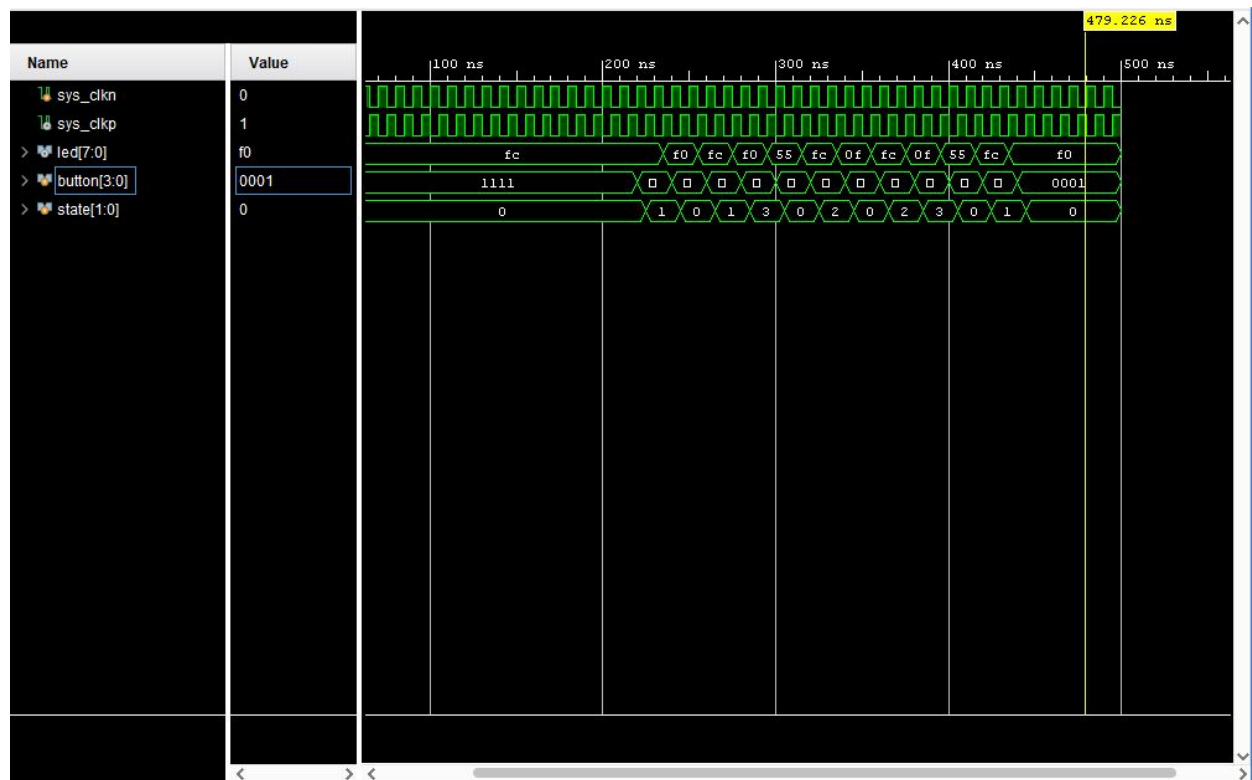 479.226 ns
Name Value
100 ns 200 ns 300 ns 400 ns 500 ns
sys_clkn 0
sys_clkp 1
led[7:0] f0 fc f0 fc f0 55 fc 0f fc 0f 55 fc f0
button[3:0] 0001 1111 0001
state[1:0] 0 0 1 0 1 3 0 2 0 2 3 0 1 0